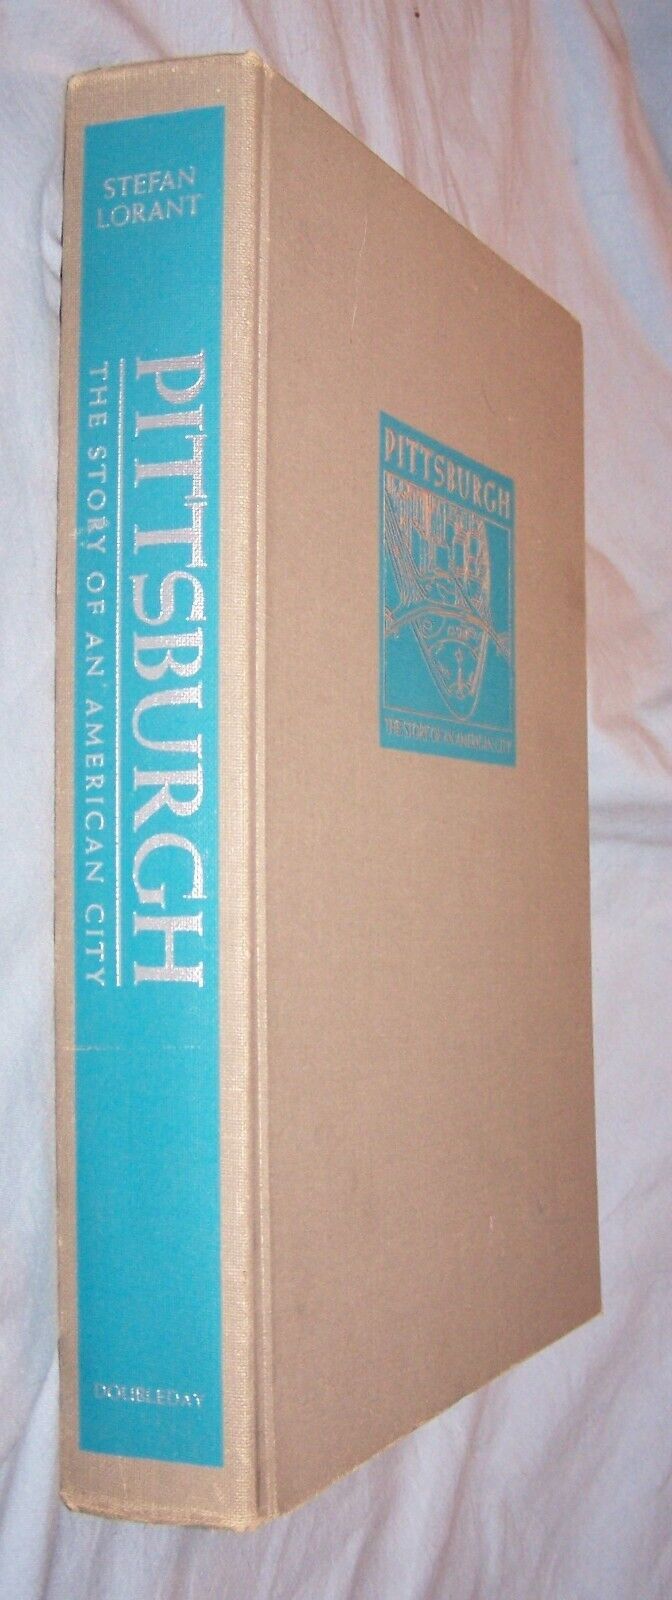 STEFAN
LORANT
PITTSBURGH
THE STORY OF AN AMERICAN CITY
DOUBLEDAY
PITTSBURGH
THE STORY OF AN AMERICAN CITY